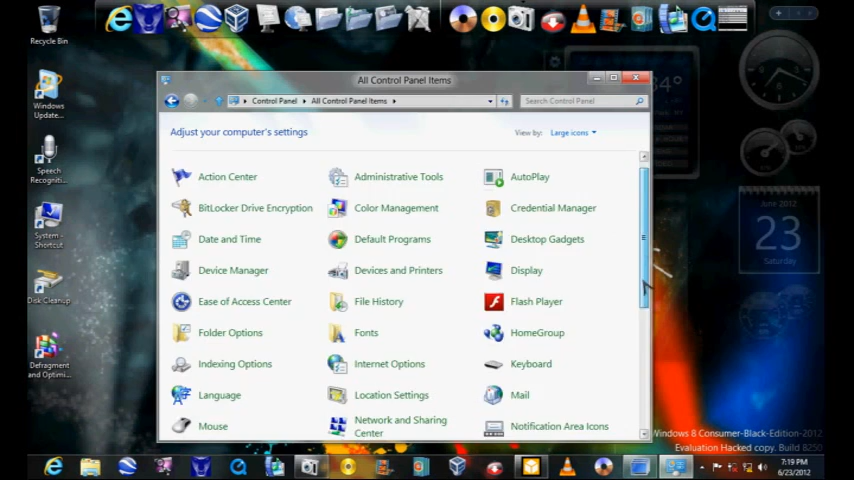 Recycle Bin
Windows
Update...
Speech
Recogniti...
System -
Shortcut
Disk Cleanup
Defragment
and Optimi...
All Control Panel Items
Control Panel
All Control Panel Items
Search Control Panel
Adjust your computer's settings
View by: Large icons
Action Center
Administrative Tools
AutoPlay
BitLocker Drive Encryption
Color Management
Credential Manager
Date and Time
Default Programs
Desktop Gadgets
Device Manager
Devices and Printers
Display
Ease of Access Center
File History
Flash Player
Folder Options
Fonts
HomeGroup
Indexing Options
Internet Options
Keyboard
Language
Location Settings
Mail
Mouse
Network and Sharing
Center
Notification Area Icons
June 2012
23
Saturday
Windows 8 Consumer-Black-Edition-2012
Evaluation Hacked copy. Build 8250
7:19 PM
6/23/2012